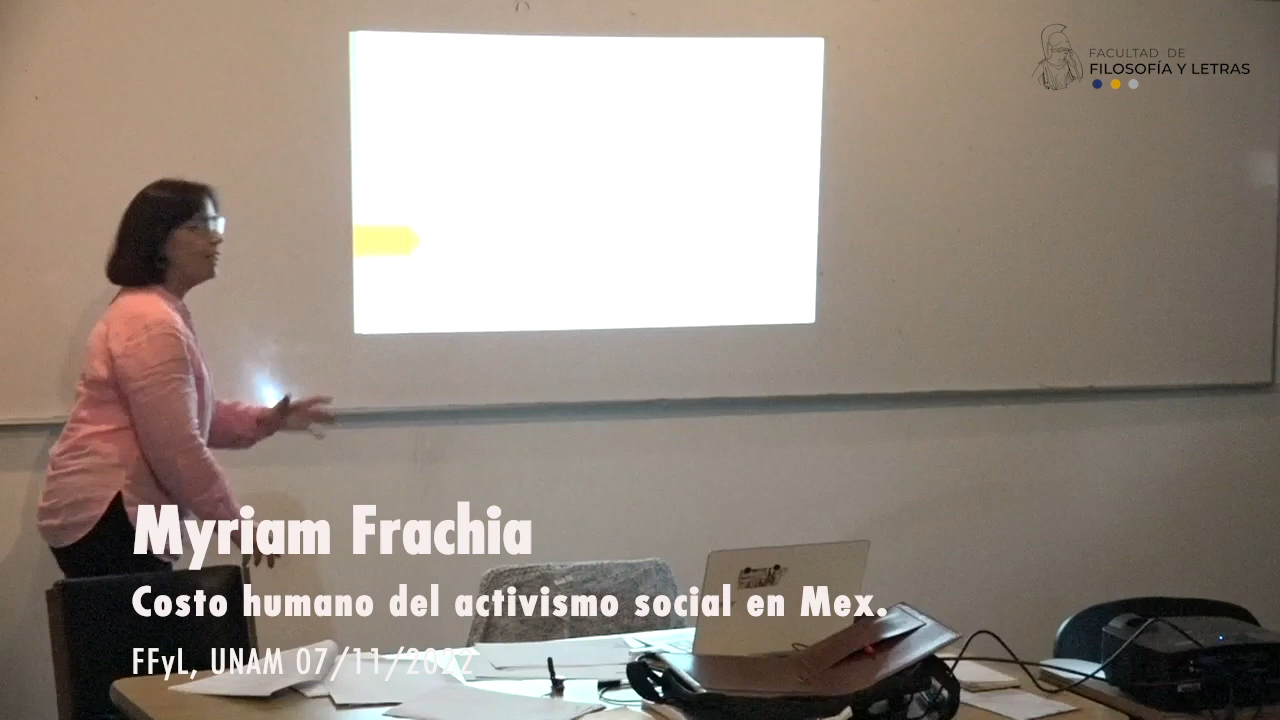 FACULTAD DE
FILOSOFÍA Y LETRAS
Myriam Frachia
Costo humano del activismo social en Mex.
FFyL, UNAM 07/11/2022